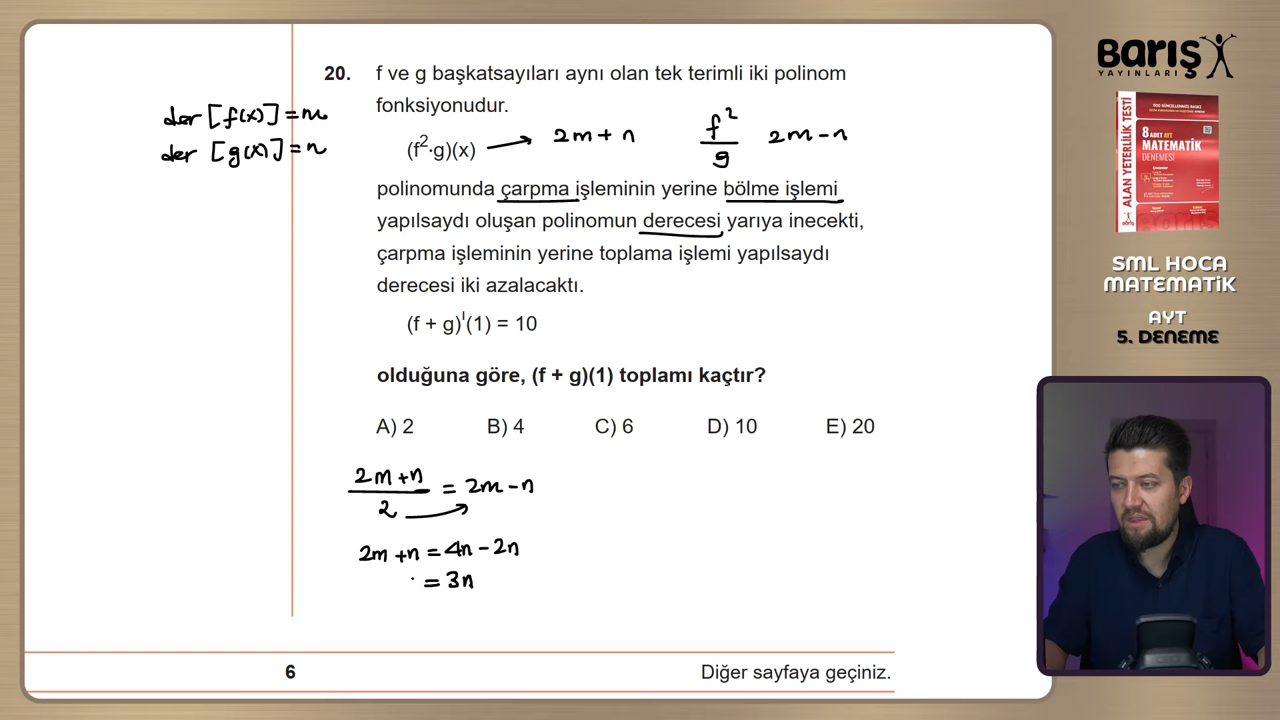 20. f ve g başkatsayıları aynı olan tek terimli iki polinom
fonksiyonudur.
der [f(x)] = m
der [g(x)] = n
(f²·g)(x) → 2m + n f²/g 2m - n
polinomunda çarpma işleminin yerine bölme işlemi
yapılsaydı oluşan polinomun derecesi yarıya inecekti,
çarpma işleminin yerine toplama işlemi yapılsaydı
derecesi iki azalacaktı.
(f + g)ı(1) = 10
olduğuna göre, (f + g)(1) toplamı kaçtır?
A) 2 B) 4 C) 6 D) 10 E) 20
2m+n/2 = 2m - n
2m + n = 4n - 2n
= 3n
6 Diğer sayfaya geçiniz.
BARIŞ
YAYINLARI
ALAN YETERLİLİK TESTİ
8 ADET AYT
MATEMATİK
DENEMESİ
SML HOCA
MATEMATİK
AYT
5. DENEME